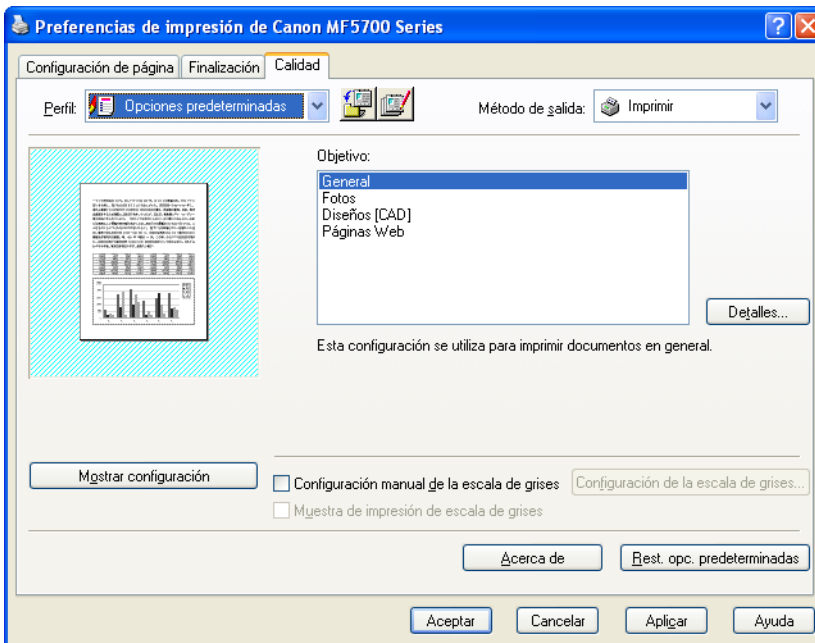 Preferencias de impresión de Canon MF5700 Series
Configuración de página Finalización Calidad
Perfil: Opciones predeterminadas Método de salida: Imprimir
Objetivo:
General
Fotos
Diseños [CAD]
Páginas Web
Detalles...
Esta configuración se utiliza para imprimir documentos en general.
Mostrar configuración
Configuración manual de la escala de grises Configuración de la escala de grises...
Muestra de impresión de escala de grises
Acerca de Rest. opc. predeterminadas
Aceptar Cancelar Aplicar Ayuda